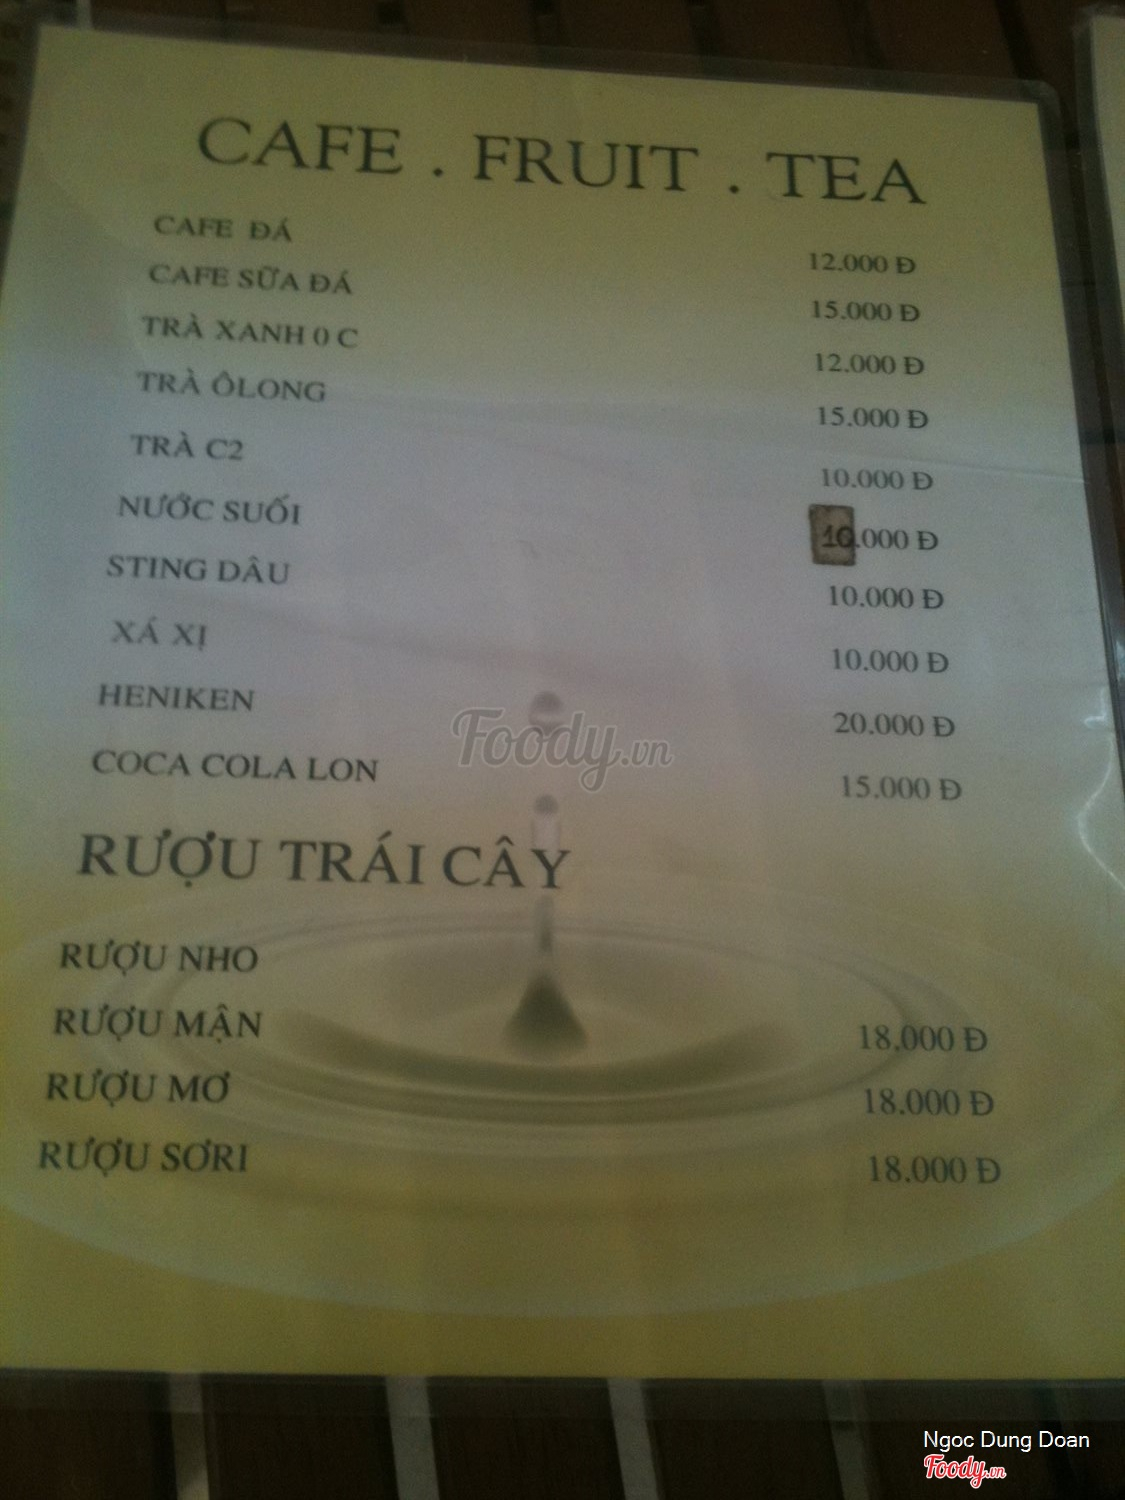 CAFE . FRUIT . TEA
CAFE ĐÁ 12.000 Đ
CAFE SỮA ĐÁ 15.000 Đ
TRÀ XANH 0 C 12.000 Đ
TRÀ ÔLONG 15.000 Đ
TRÀ C2 10.000 Đ
NƯỚC SUỐI 10.000 Đ
STING DÂU 10.000 Đ
XÁ XỊ 10.000 Đ
HENIKEN 20.000 Đ
COCA COLA LON 15.000 Đ
Foody.vn
RƯỢU TRÁI CÂY
RƯỢU NHO
RƯỢU MẬN 18.000 Đ
RƯỢU MƠ 18.000 Đ
RƯỢU SƠRI 18.000 Đ
Ngoc Dung Doan
Foody.vn